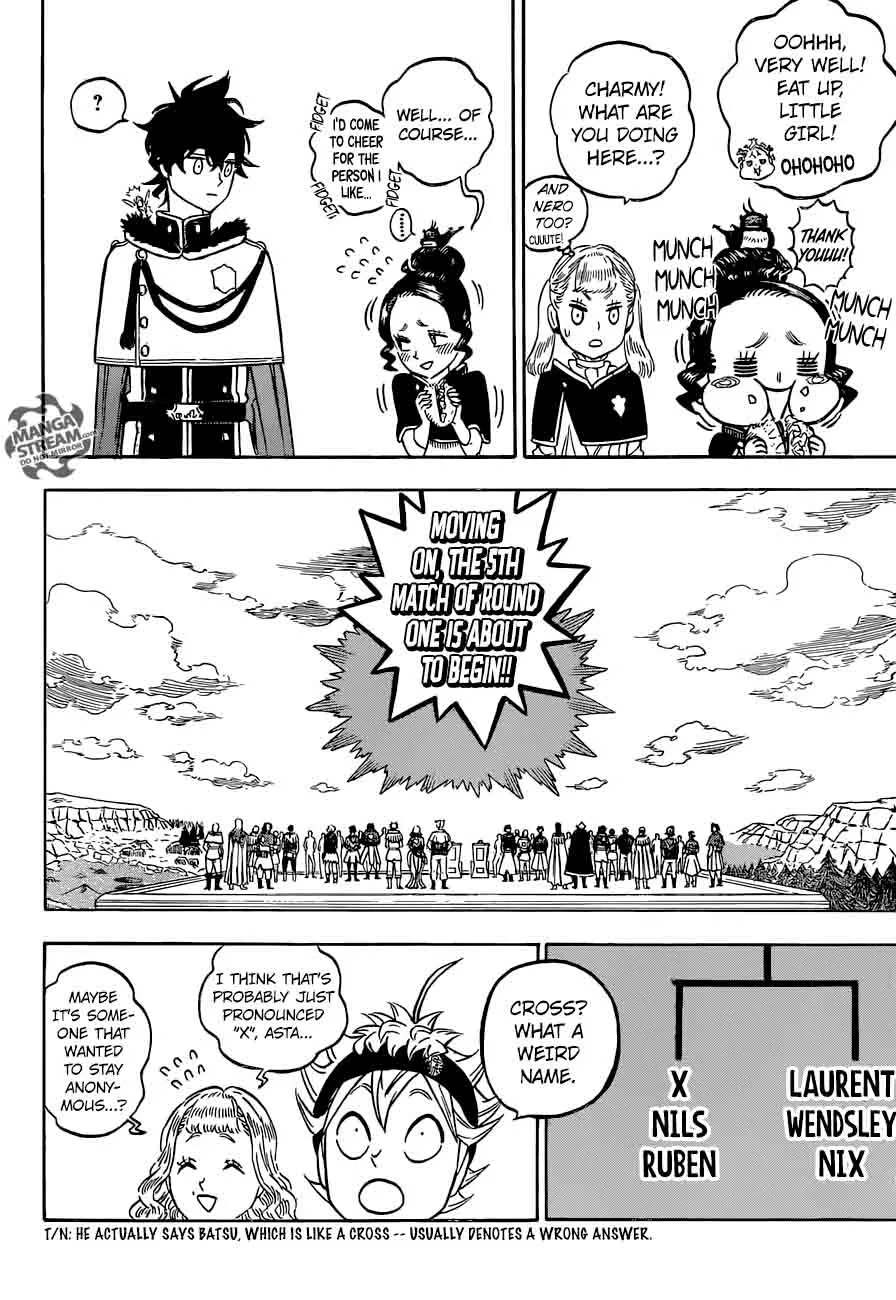 OOHHH,
VERY WELL!
EAT UP,
LITTLE
GIRL!
OHOHOHO
THANK
YOUUU!
MUNCH
MUNCH
MUNCH
MUNCH
MUNCH
CHARMY!
WHAT ARE
YOU DOING
HERE...?
AND
NERO
TOO?
CUUUTE!
WELL... OF
COURSE...
FIDGET
I'D COME
TO CHEER
FOR THE
PERSON I
LIKE...
FIDGET
FIDGET!!
......
?
MANGA
STREAM.com
DO NOT MIRROR
MOVING
ON, THE 5TH
MATCH OF ROUND
ONE IS ABOUT
TO BEGIN!!
X
NILS
RUBEN
LAURENT
WENDSLEY
NIX
CROSS?
WHAT A
WEIRD
NAME.
I THINK THAT'S
PROBABLY JUST
PRONOUNCED
"X", ASTA...
MAYBE
IT'S SOME-
ONE THAT
WANTED
TO STAY
ANONY-
MOUS...?
T/N: HE ACTUALLY SAYS BATSU, WHICH IS LIKE A CROSS -- USUALLY DENOTES A WRONG ANSWER.